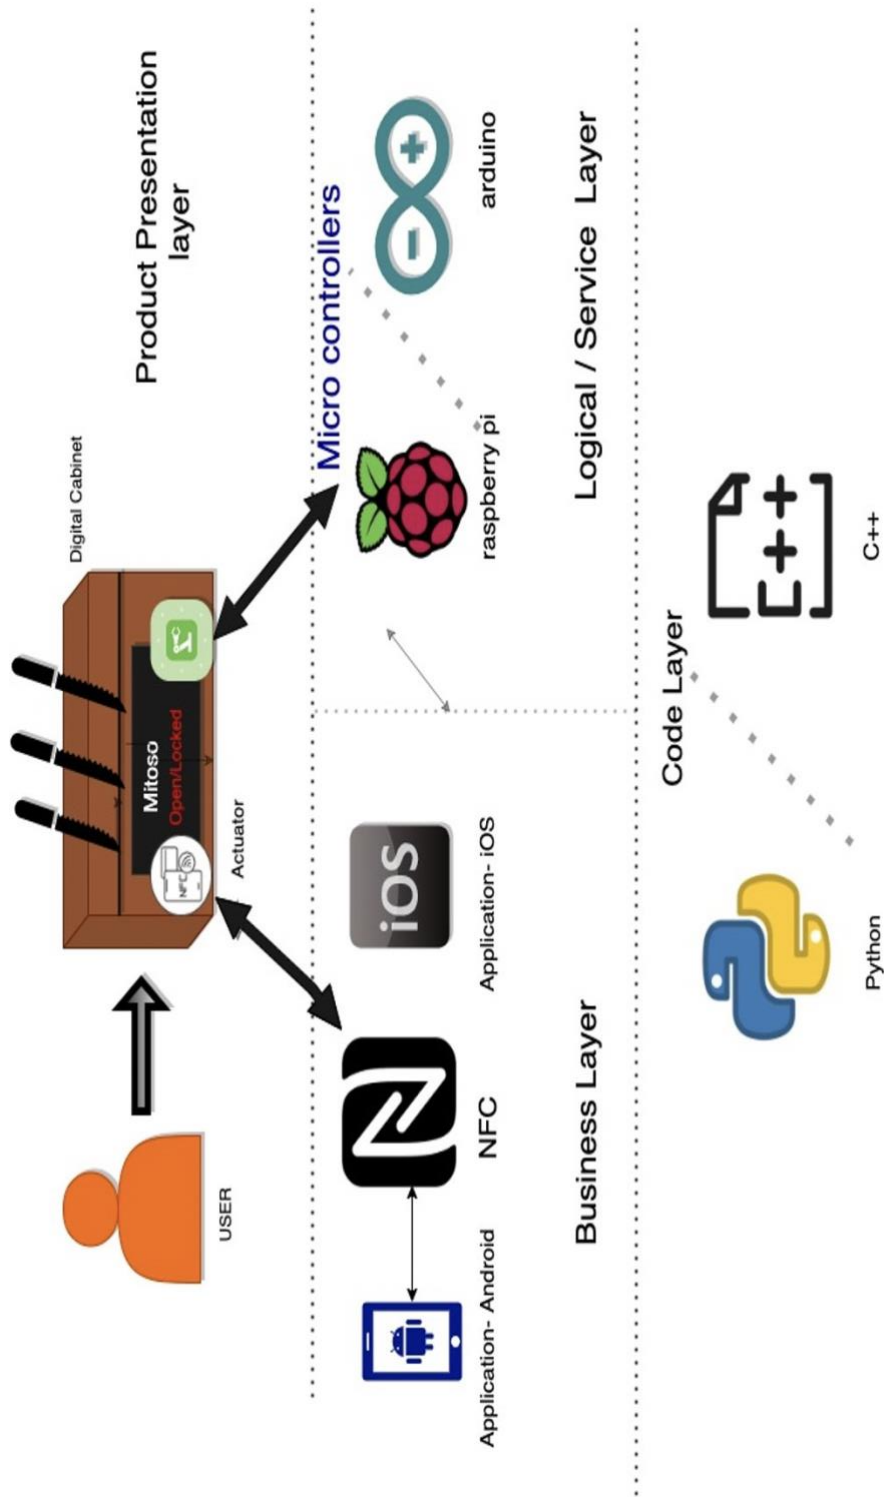 Product Presentation
layer
Digital Cabinet
Mitoso
Open/Locked
NFC
Actuator
USER
Micro controllers
iOS
Application- Android
NFC
Application- iOS
raspberry pi
arduino
Business Layer
Logical / Service Layer
Code Layer
Python
C++